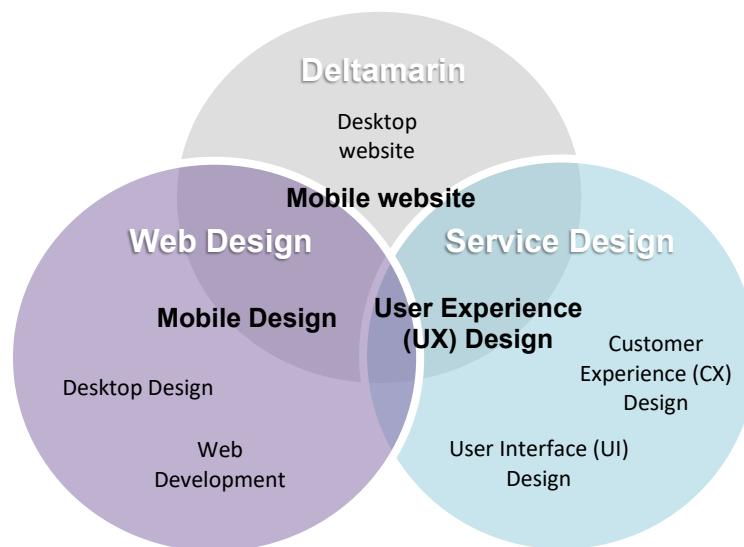 Deltamarin
Desktop
website
Mobile website
Web Design
Service Design
Mobile Design
User Experience
(UX) Design
Customer
Experience (CX)
Design
Desktop Design
Web
Development
User Interface (UI)
Design